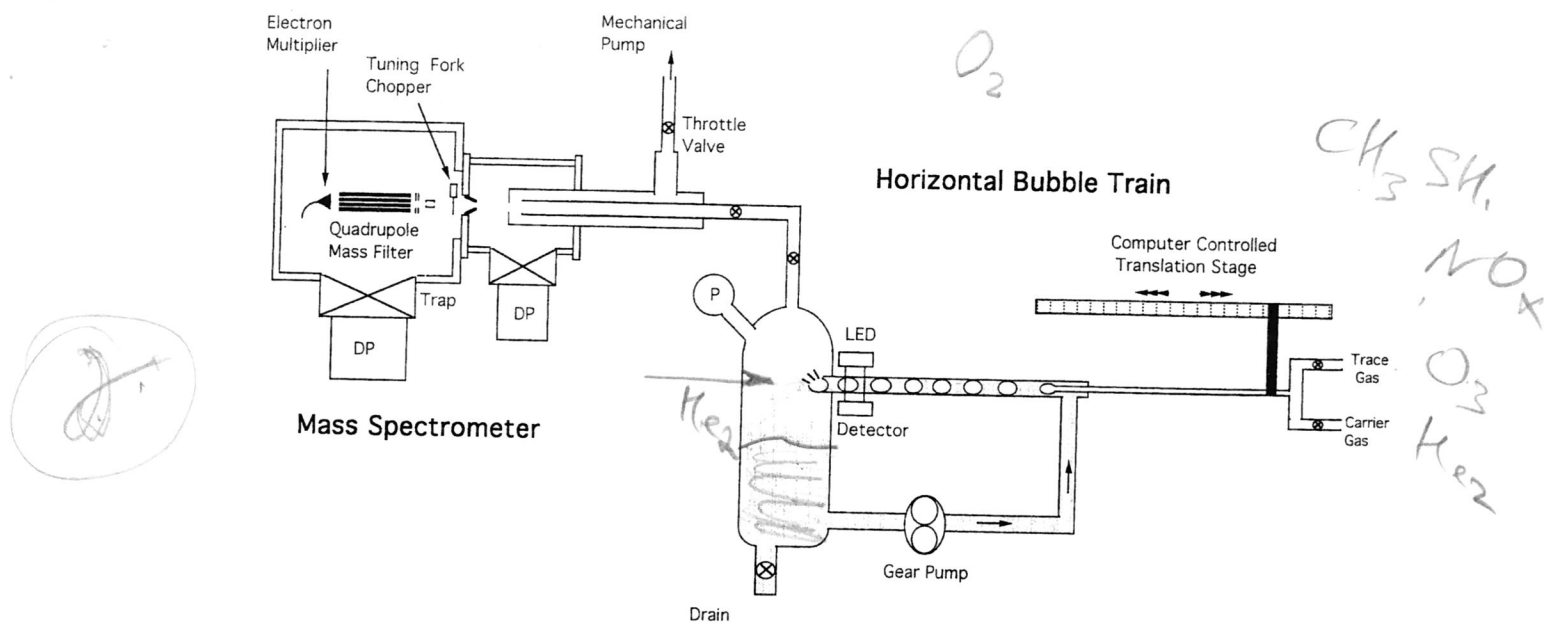 Electron
Multiplier
Tuning Fork
Chopper
Mechanical
Pump
Throttle
Valve
O2
CH3 SH,
NOx
O3
He2
Horizontal Bubble Train
Computer Controlled
Translation Stage
Quadrupole
Mass Filter
Trap
DP
DP
P
LED
Detector
Trace
Gas
Carrier
Gas
He2
Mass Spectrometer
Gear Pump
Drain